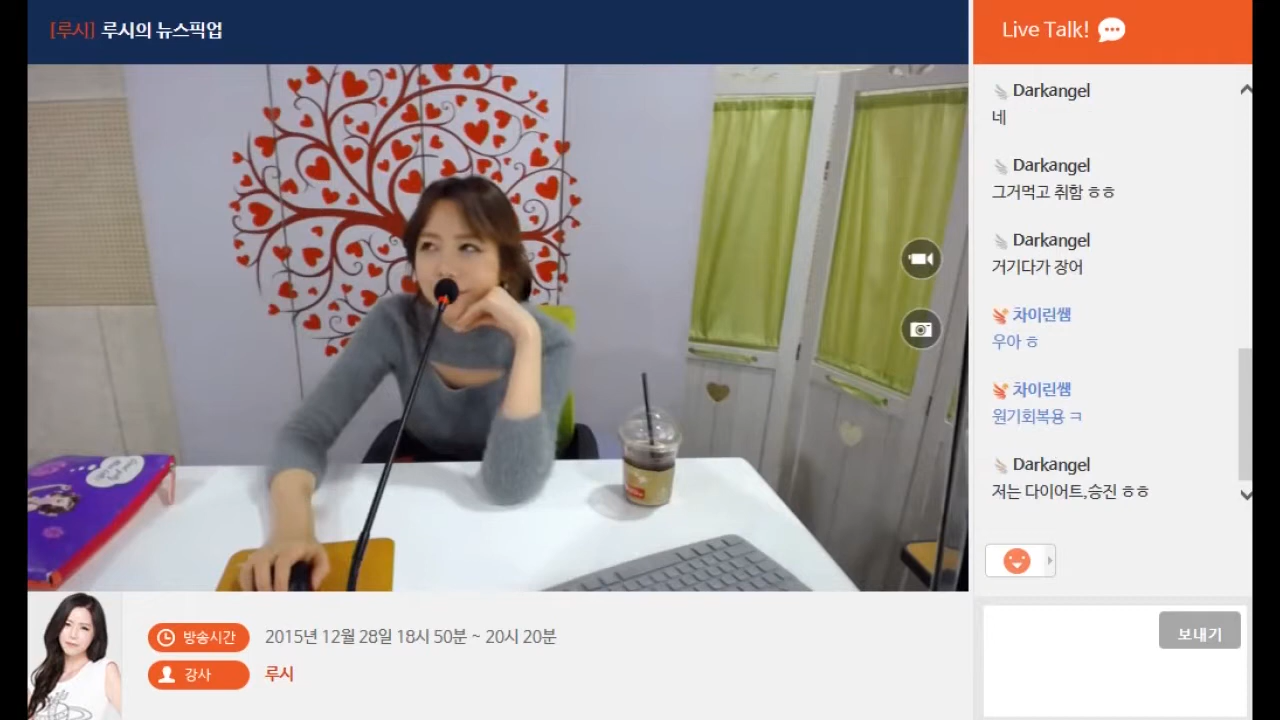 [루시] 루시의 뉴스픽업
Live Talk!
Darkangel
네
Darkangel
그거먹고 취함 ㅎㅎ
Darkangel
거기다가 장어
차이린쌤
우아 ㅎ
차이린쌤
원기회복용 ㅋ
Darkangel
저는 다이어트,승진 ㅎㅎ
보내기
방송시간 2015년 12월 28일 18시 50분 ~ 20시 20분
강사 루시